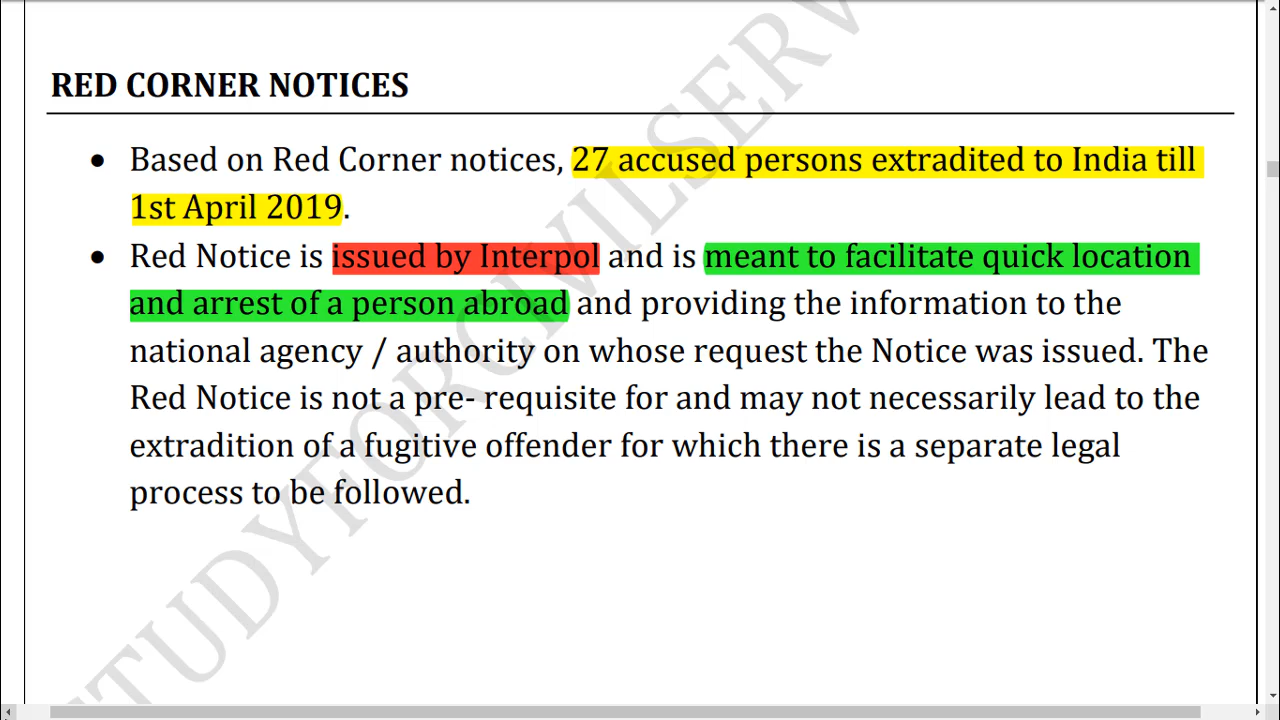 RED CORNER NOTICES
• Based on Red Corner notices, 27 accused persons extradited to India till
1st April 2019.
• Red Notice is issued by Interpol and is meant to facilitate quick location
and arrest of a person abroad and providing the information to the
national agency / authority on whose request the Notice was issued. The
Red Notice is not a pre- requisite for and may not necessarily lead to the
extradition of a fugitive offender for which there is a separate legal
process to be followed.
STUDYFORCIVILSERV